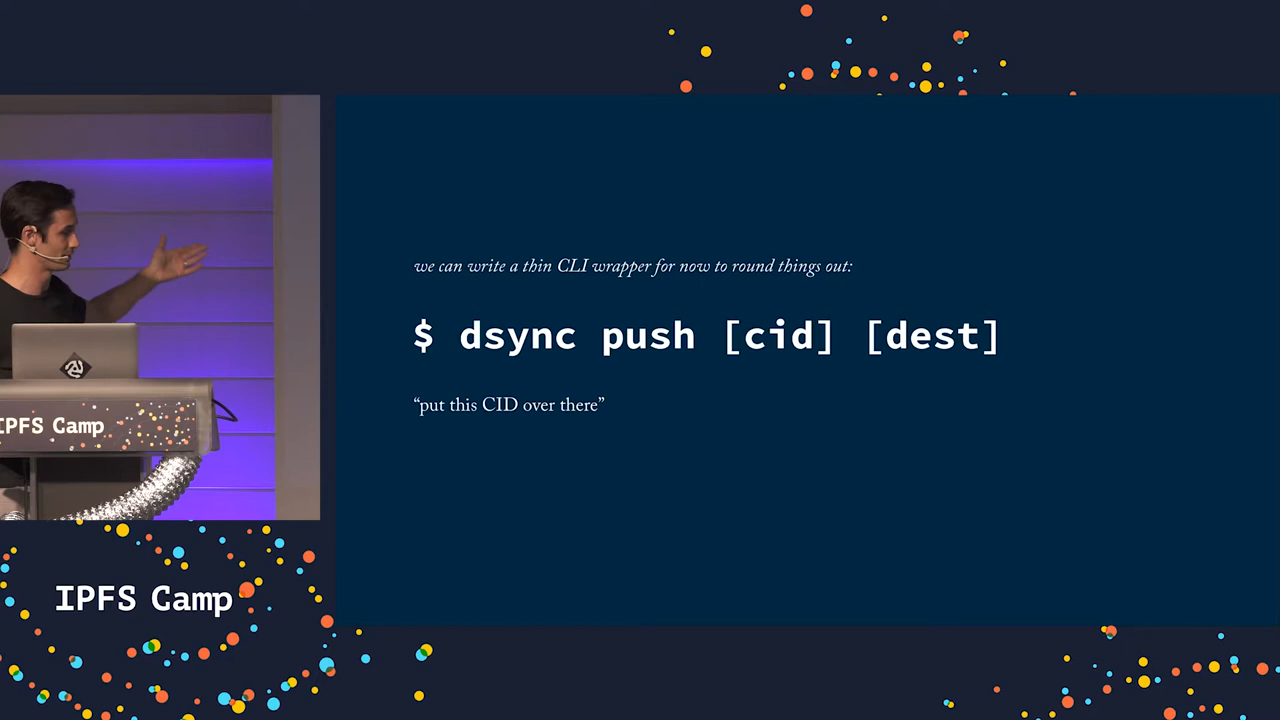 we can write a thin CLI wrapper for now to round things out:
$ dsync push [cid] [dest]
“put this CID over there”
IPFS Camp
IPFS Camp